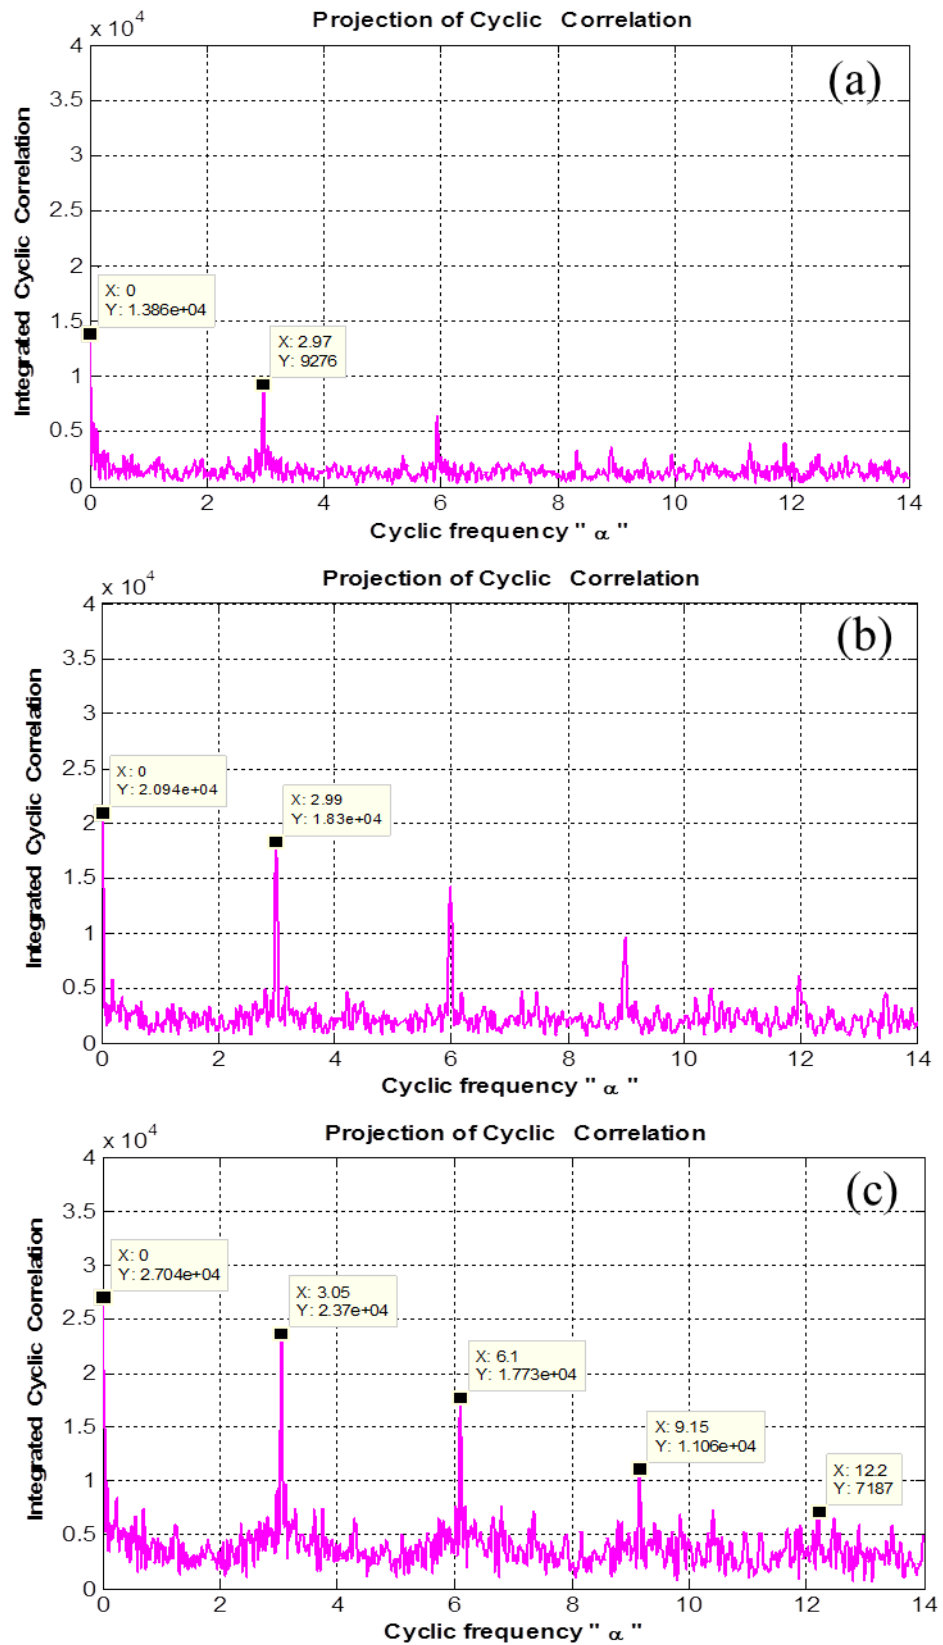 Projection of Cyclic Correlation
x 10^4
(a)
4
3.5
3
2.5
2
1.5
1
0.5
0
Integrated Cyclic Correlation
X: 0
Y: 1.386e+04
X: 2.97
Y: 9276
0 2 4 6 8 10 12 14
Cyclic frequency " α "
Projection of Cyclic Correlation
x 10^4
(b)
4
3.5
3
2.5
2
1.5
1
0.5
0
Integrated Cyclic Correlation
X: 0
Y: 2.094e+04
X: 2.99
Y: 1.83e+04
0 2 4 6 8 10 12 14
Cyclic frequency " α "
Projection of Cyclic Correlation
x 10^4
(c)
4
3.5
3
2.5
2
1.5
1
0.5
0
Integrated Cyclic Correlation
X: 0
Y: 2.704e+04
X: 3.05
Y: 2.37e+04
X: 6.1
Y: 1.773e+04
X: 9.15
Y: 1.106e+04
X: 12.2
Y: 7187
0 2 4 6 8 10 12 14
Cyclic frequency " α "